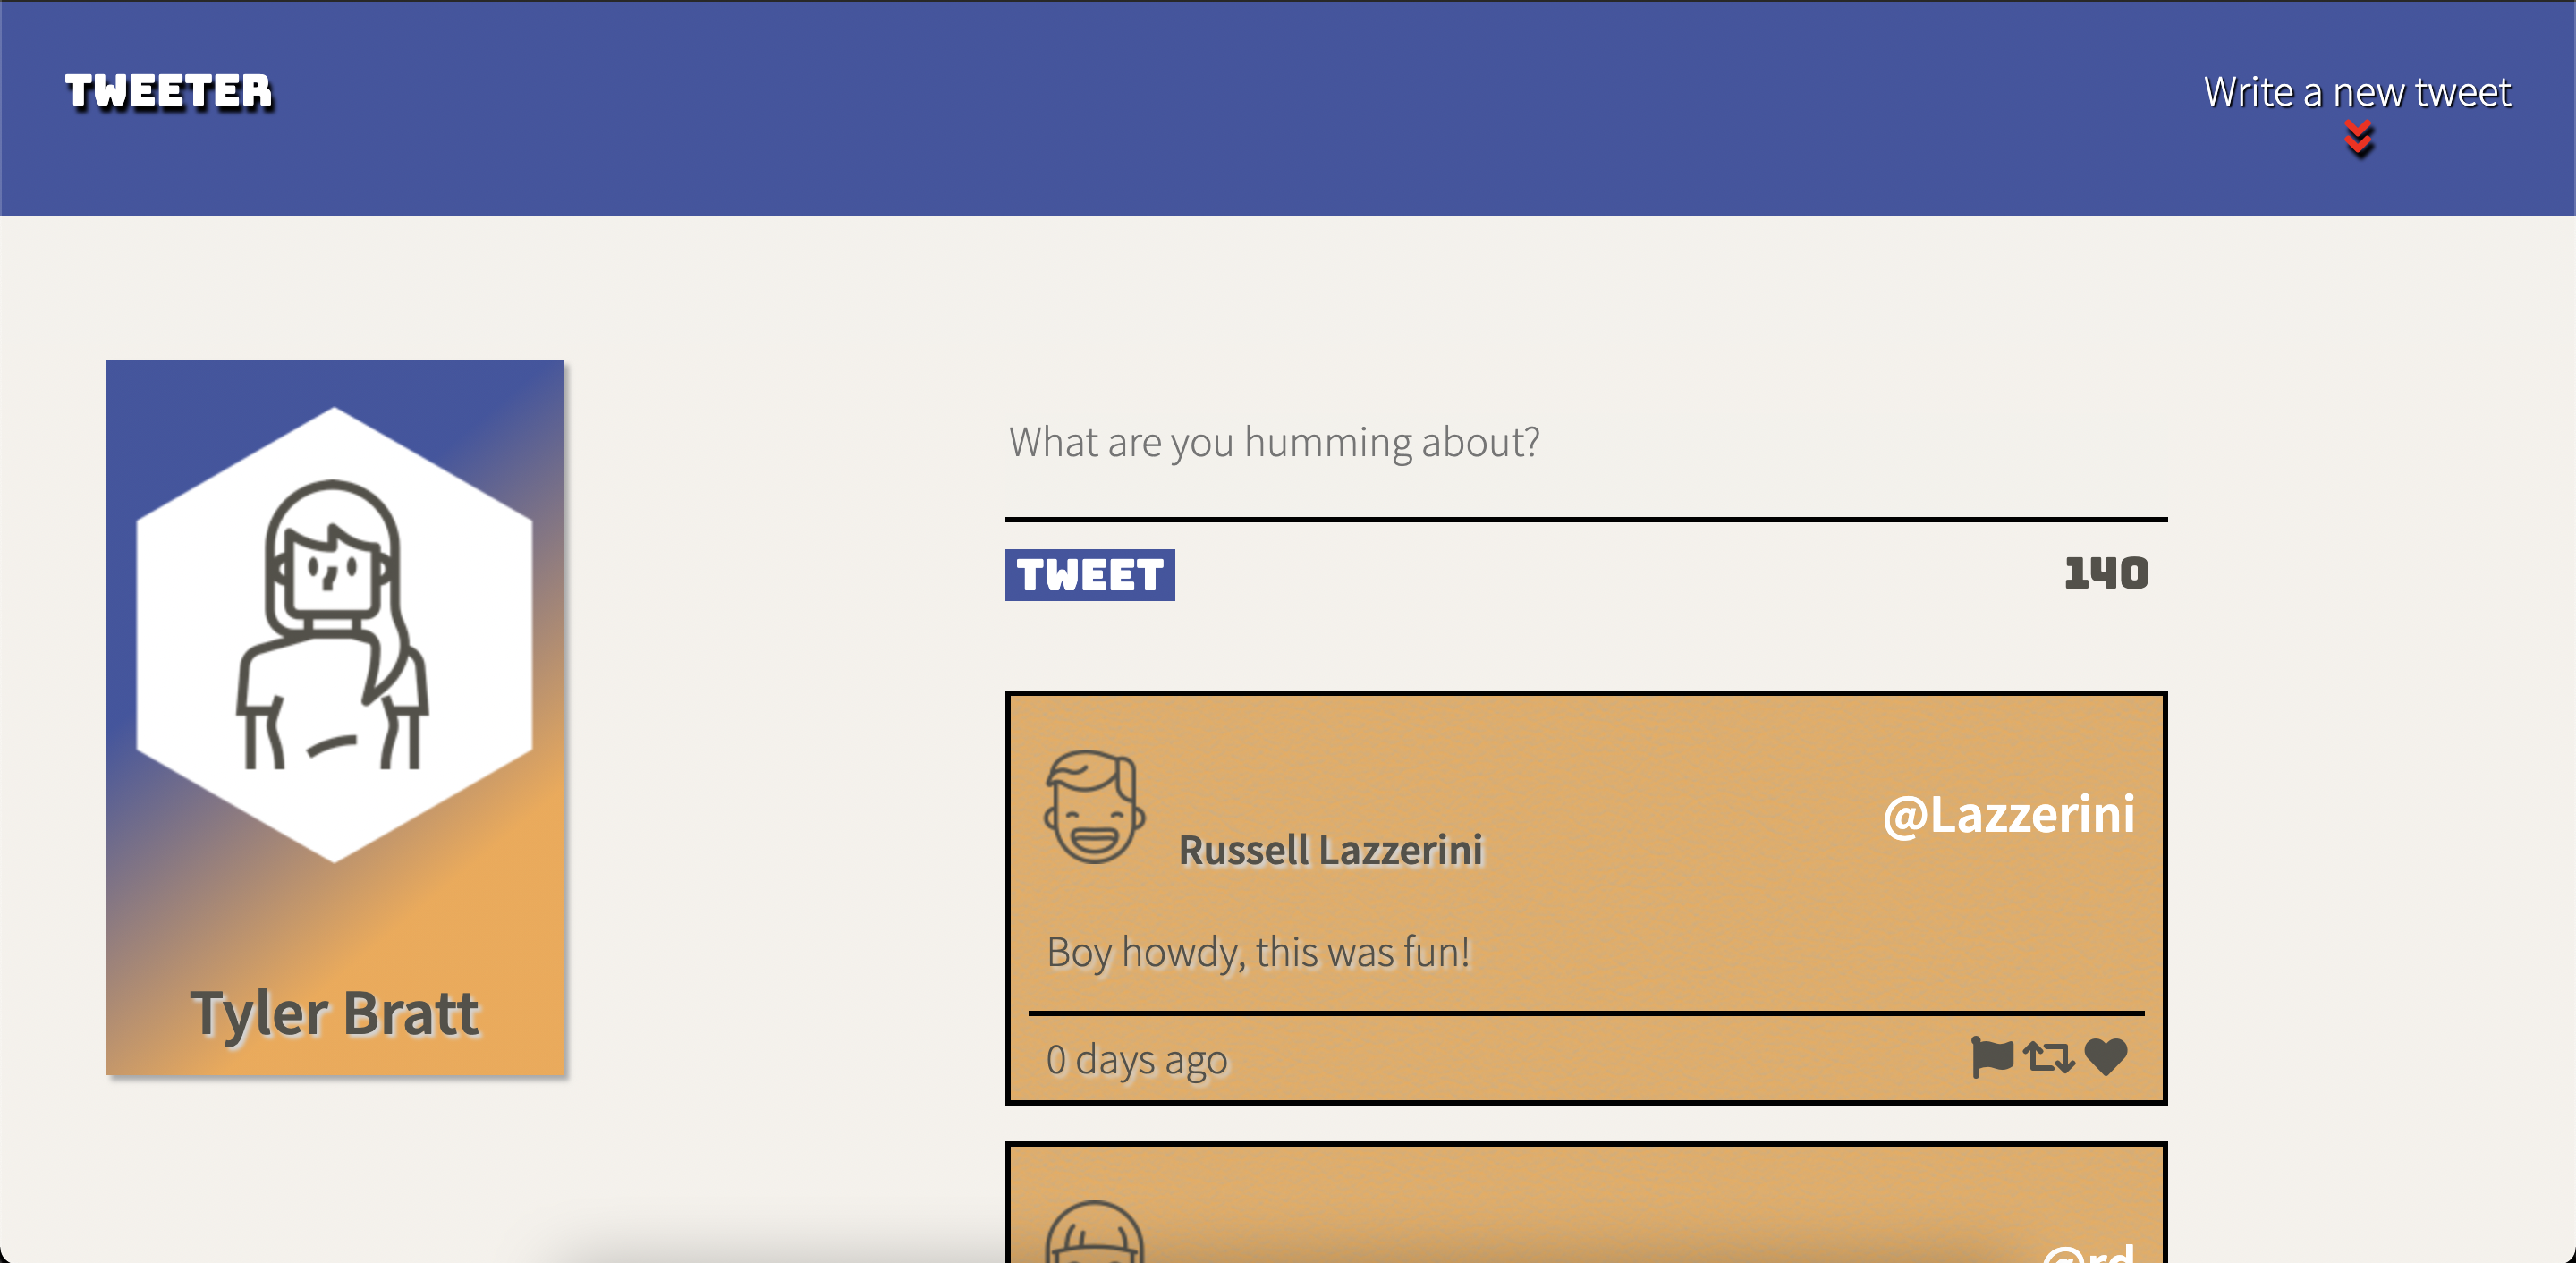 TWEETER
Write a new tweet
What are you humming about?
TWEET
140
Tyler Bratt
Russell Lazzerini
@Lazzerini
Boy howdy, this was fun!
0 days ago
@rd